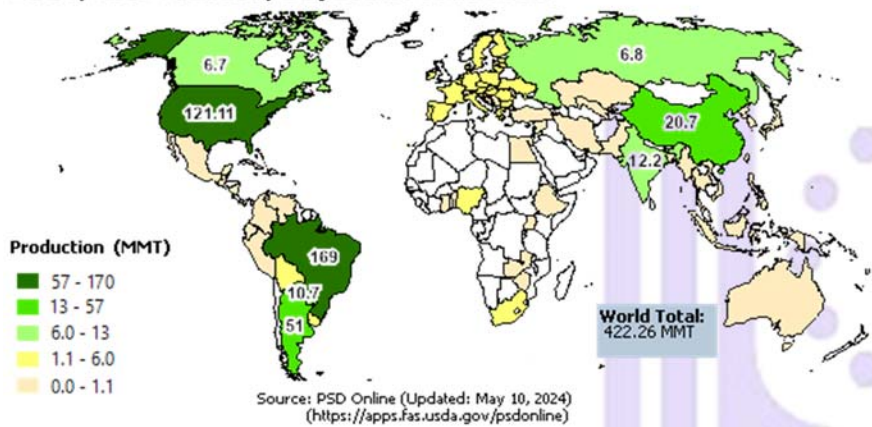 6.7
6.8
121.11
20.7
12.2
169
10.7
51
Production (MMT)
57 - 170
13 - 57
6.0 - 13
1.1 - 6.0
0.0 - 1.1
World Total:
422.26 MMT
Source: PSD Online (Updated: May 10, 2024)
(https://apps.fas.usda.gov/psdonline)